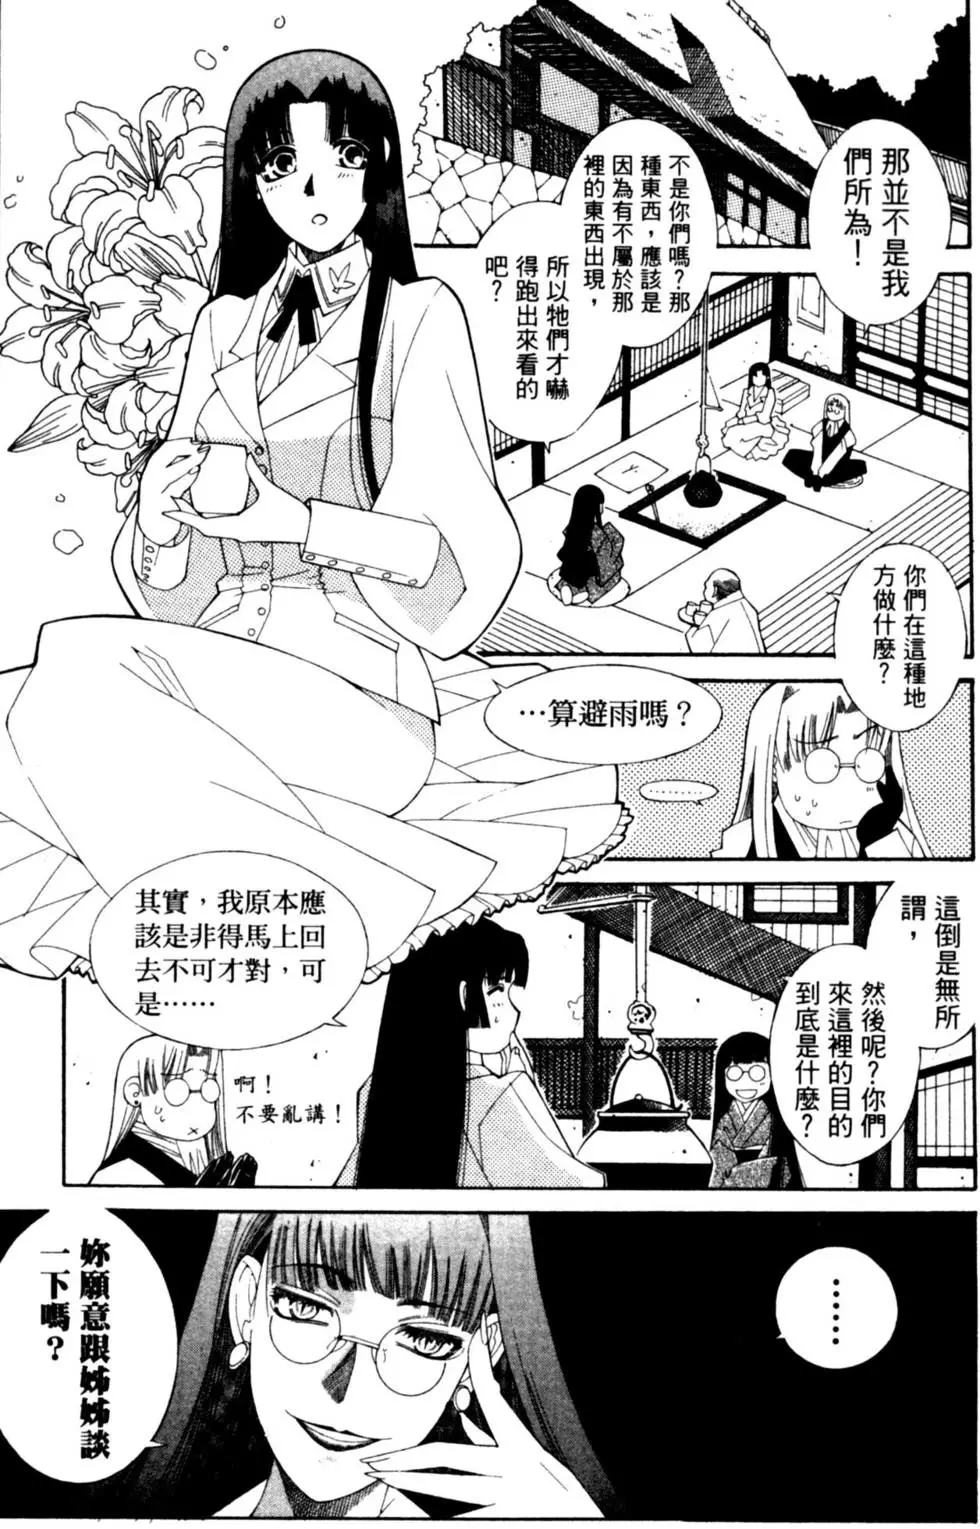 那並不是我
們所為！
不是你們嗎？那
種東西，應該是
因為有不屬於那
裡的東西出現，
所以牠們才嚇
得跑出來看的
吧？
你們在這種地
方做什麼？
…算避雨嗎？
………
這倒是無所
謂，
然後呢？你們
來這裡的目的
到底是什麼？
其實，我原本應
該是非得馬上回
去不可才對，可
是……
啊！
不要亂講！
……
妳願意跟姊姊談
一下嗎？